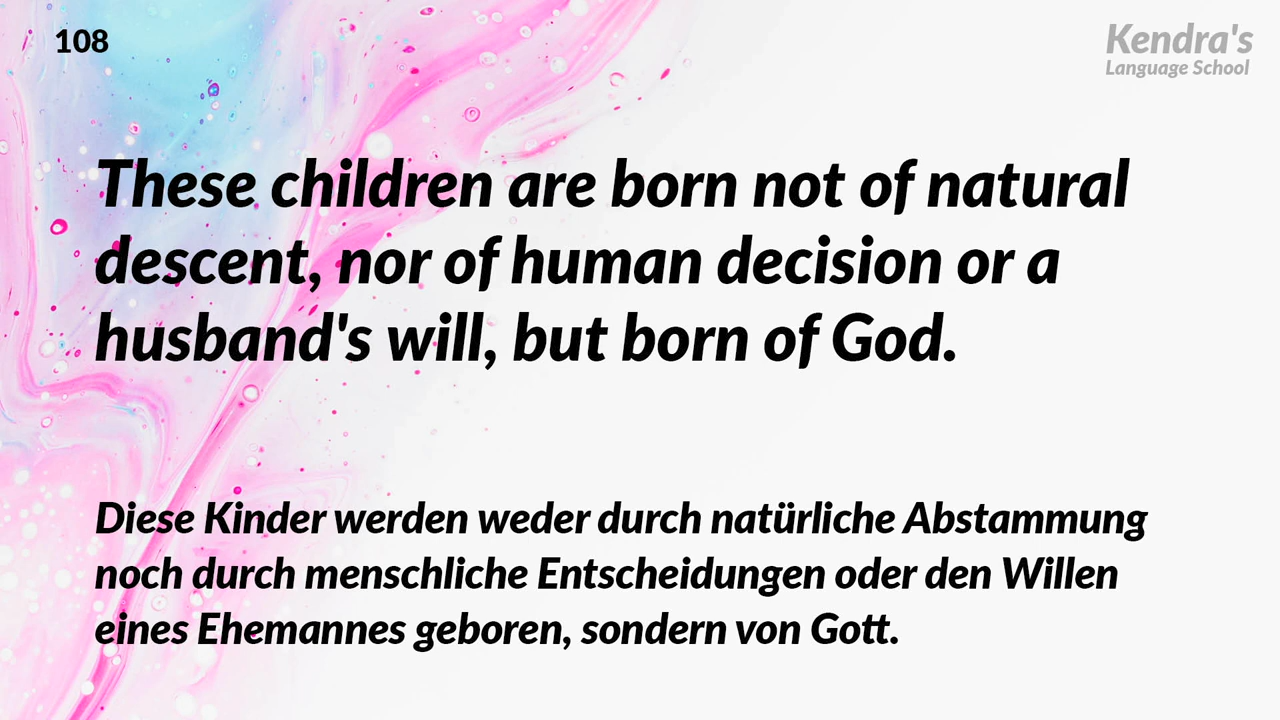 108
Kendra's
Language School
These children are born not of natural
descent, nor of human decision or a
husband's will, but born of God.
Diese Kinder werden weder durch natürliche Abstammung
noch durch menschliche Entscheidungen oder den Willen
eines Ehemannes geboren, sondern von Gott.